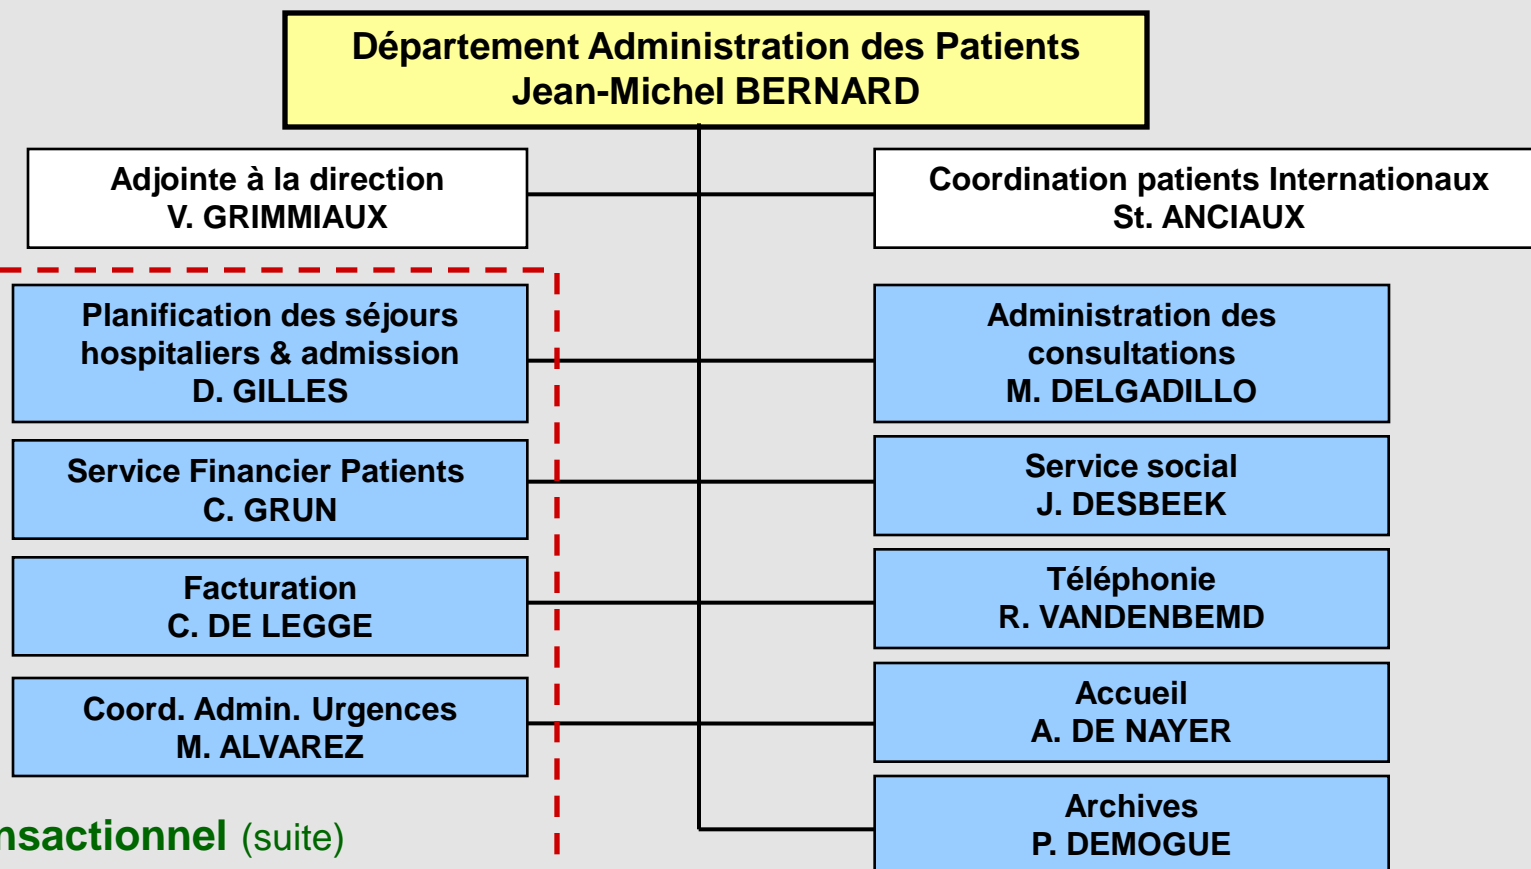 Département Administration des Patients
Jean-Michel BERNARD
Adjointe à la direction
V. GRIMMIAUX
Coordination patients Internationaux
St. ANCIAUX
Planification des séjours
hospitaliers & admission
D. GILLES
Administration des
consultations
M. DELGADILLO
Service Financier Patients
C. GRUN
Service social
J. DESBEEK
Facturation
C. DE LEGGE
Téléphonie
R. VANDENBEMD
Coord. Admin. Urgences
M. ALVAREZ
Accueil
A. DE NAYER
Archives
P. DEMOGUE
nsactionnel (suite)